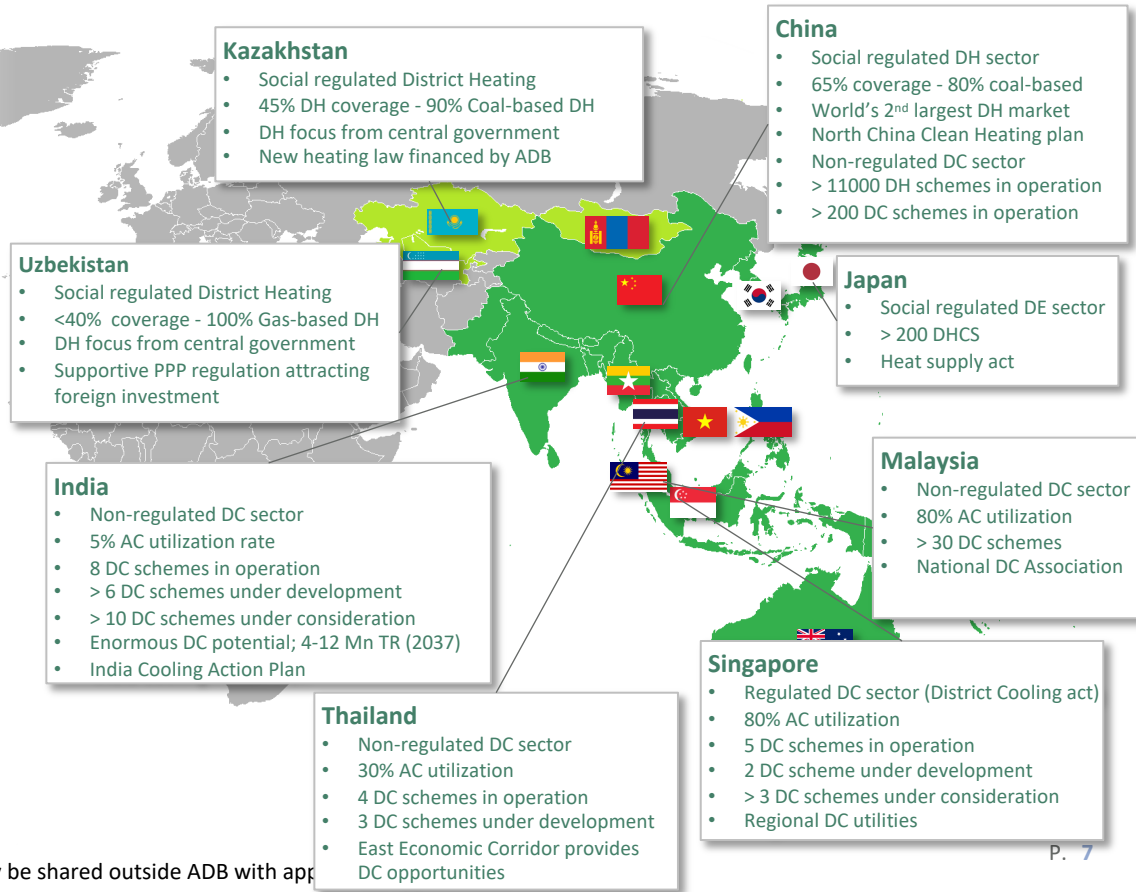 Kazakhstan
• Social regulated District Heating
• 45% DH coverage - 90% Coal-based DH
• DH focus from central government
• New heating law financed by ADB
China
• Social regulated DH sector
• 65% coverage - 80% coal-based
• World's 2nd largest DH market
• North China Clean Heating plan
• Non-regulated DC sector
• > 11000 DH schemes in operation
• > 200 DC schemes in operation
Uzbekistan
• Social regulated District Heating
• <40% coverage - 100% Gas-based DH
• DH focus from central government
• Supportive PPP regulation attracting
foreign investment
Japan
• Social regulated DE sector
• > 200 DHCS
• Heat supply act
India
• Non-regulated DC sector
• 5% AC utilization rate
• 8 DC schemes in operation
• > 6 DC schemes under development
• > 10 DC schemes under consideration
• Enormous DC potential; 4-12 Mn TR (2037)
• India Cooling Action Plan
Malaysia
• Non-regulated DC sector
• 80% AC utilization
• > 30 DC schemes
• National DC Association
Thailand
• Non-regulated DC sector
• 30% AC utilization
• 4 DC schemes in operation
• 3 DC schemes under development
• East Economic Corridor provides
DC opportunities
Singapore
• Regulated DC sector (District Cooling act)
• 80% AC utilization
• 5 DC schemes in operation
• 2 DC scheme under development
• > 3 DC schemes under consideration
• Regional DC utilities
be shared outside ADB with
P. 7